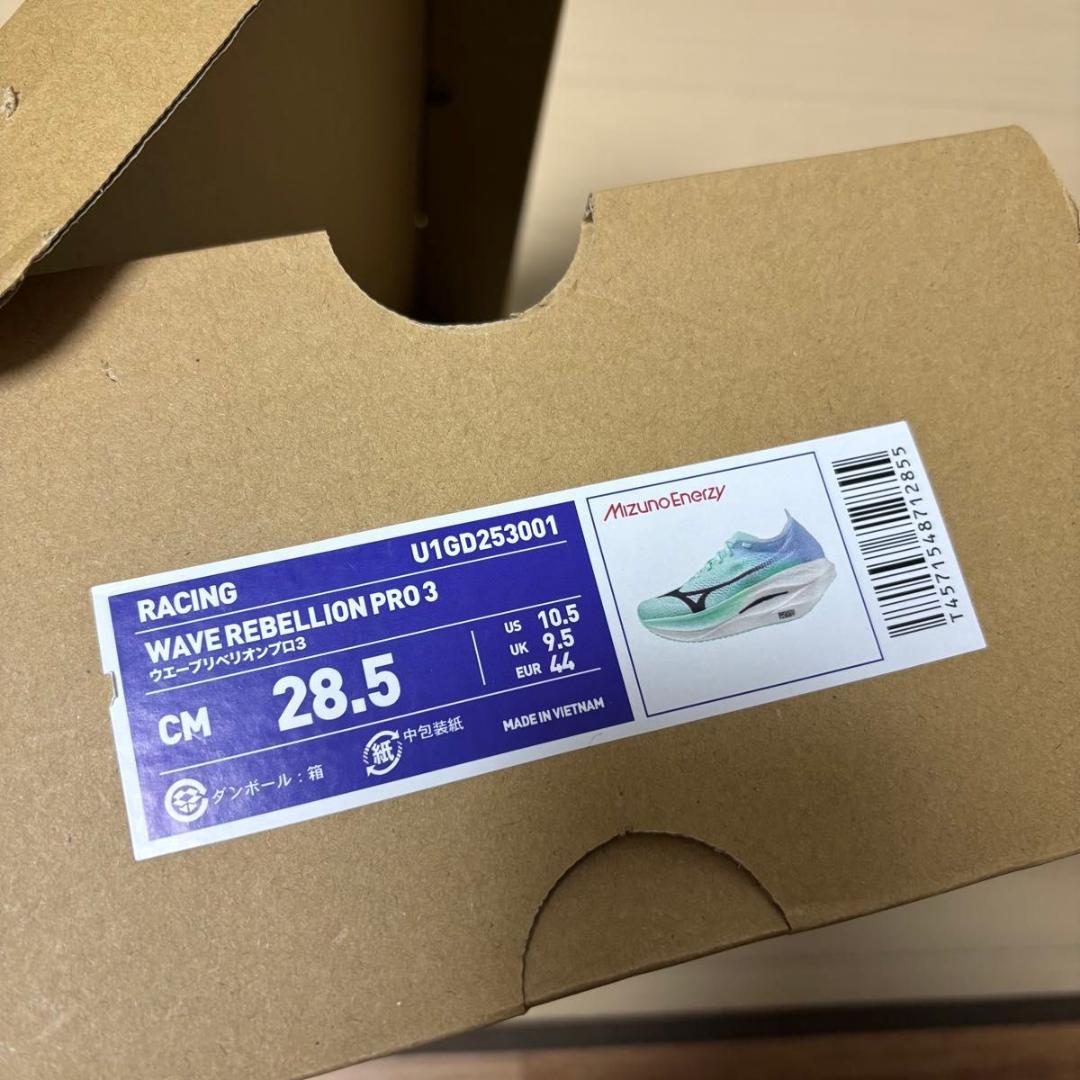 RACING
U1GD253001
WAVE REBELLION PRO 3
ウエーブリベリオンプロ3
CM 28.5
US 10.5
UK 9.5
EUR 44
ダンボール：箱
紙 中包装紙
MADE IN VIETNAM
MizunoEnerzy
T4571548712855